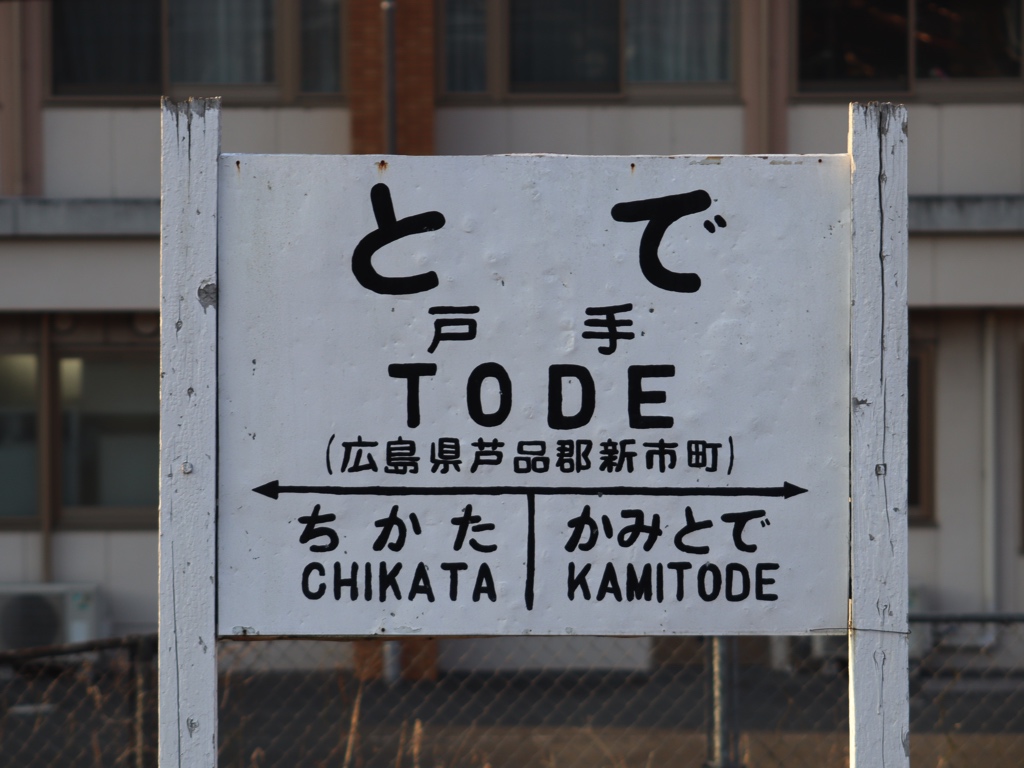 とで
戸手
TODE
(広島県芦品郡新市町)
ちかた かみとで
CHIKATA KAMITODE